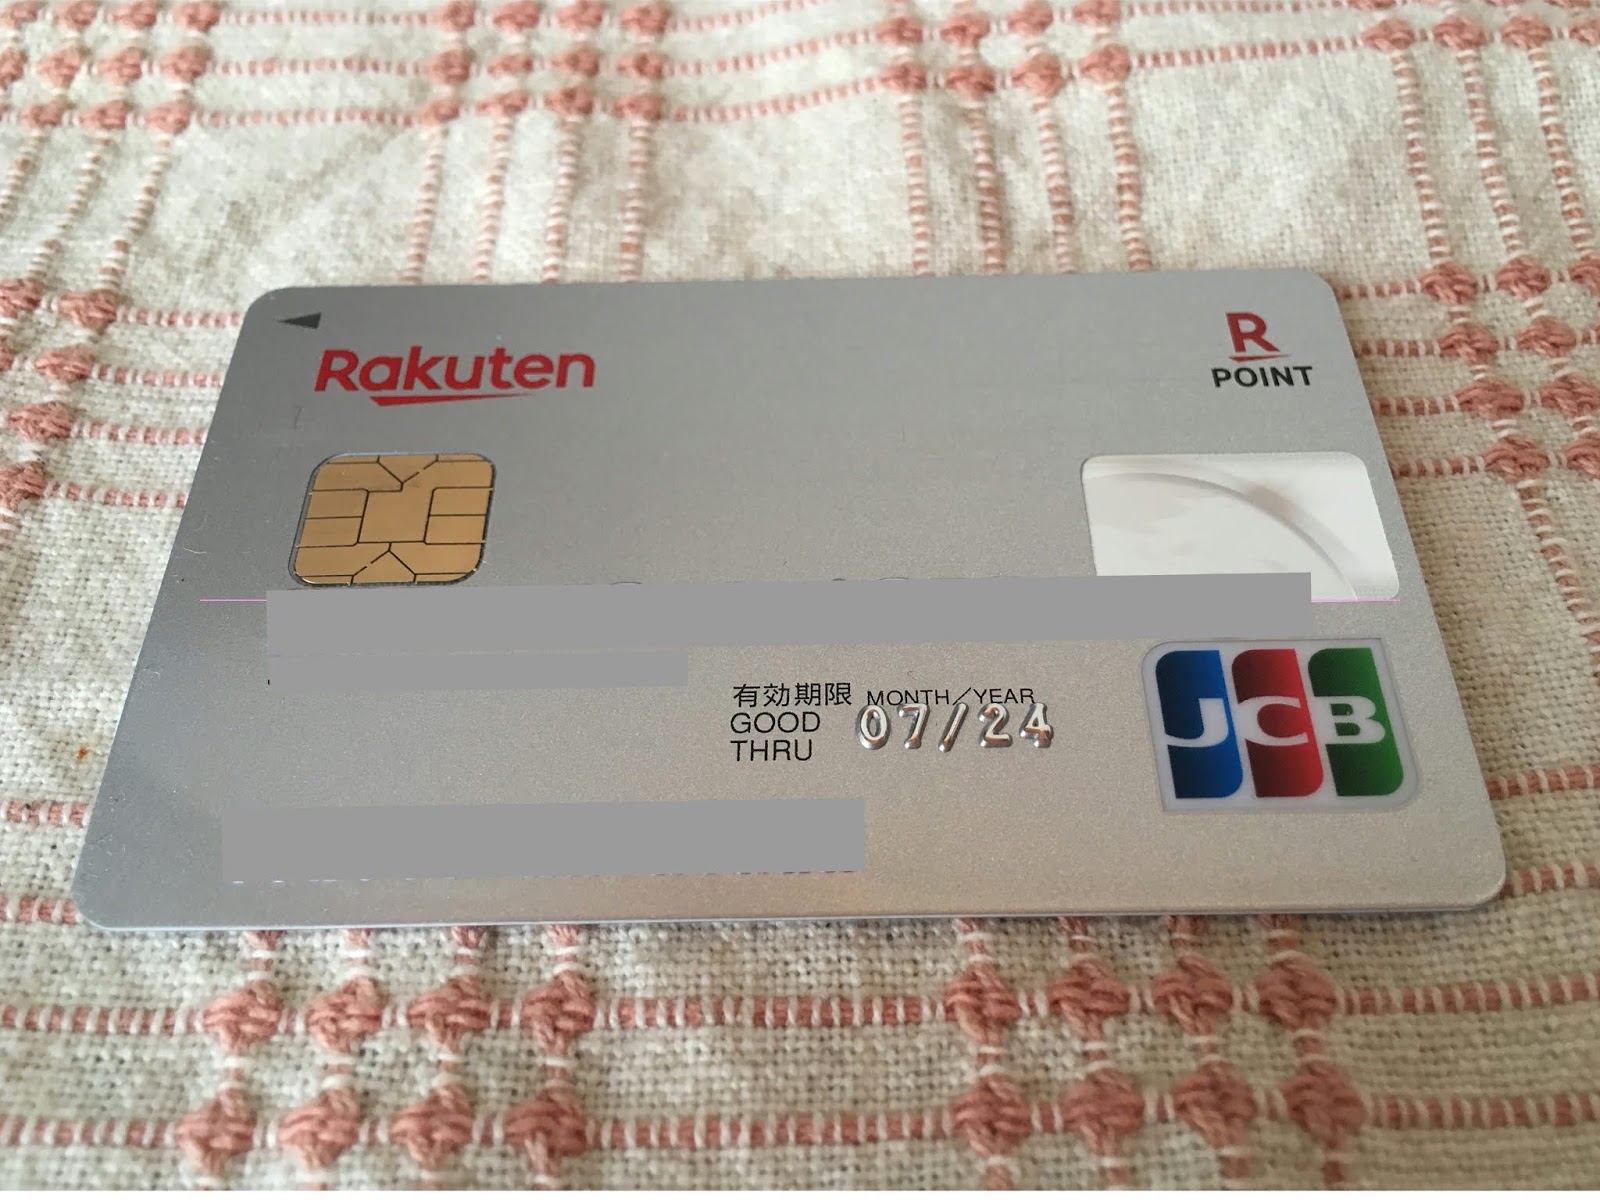 Rakuten
R
POINT
有効期限 MONTH/YEAR
GOOD
THRU 07/24
JCB